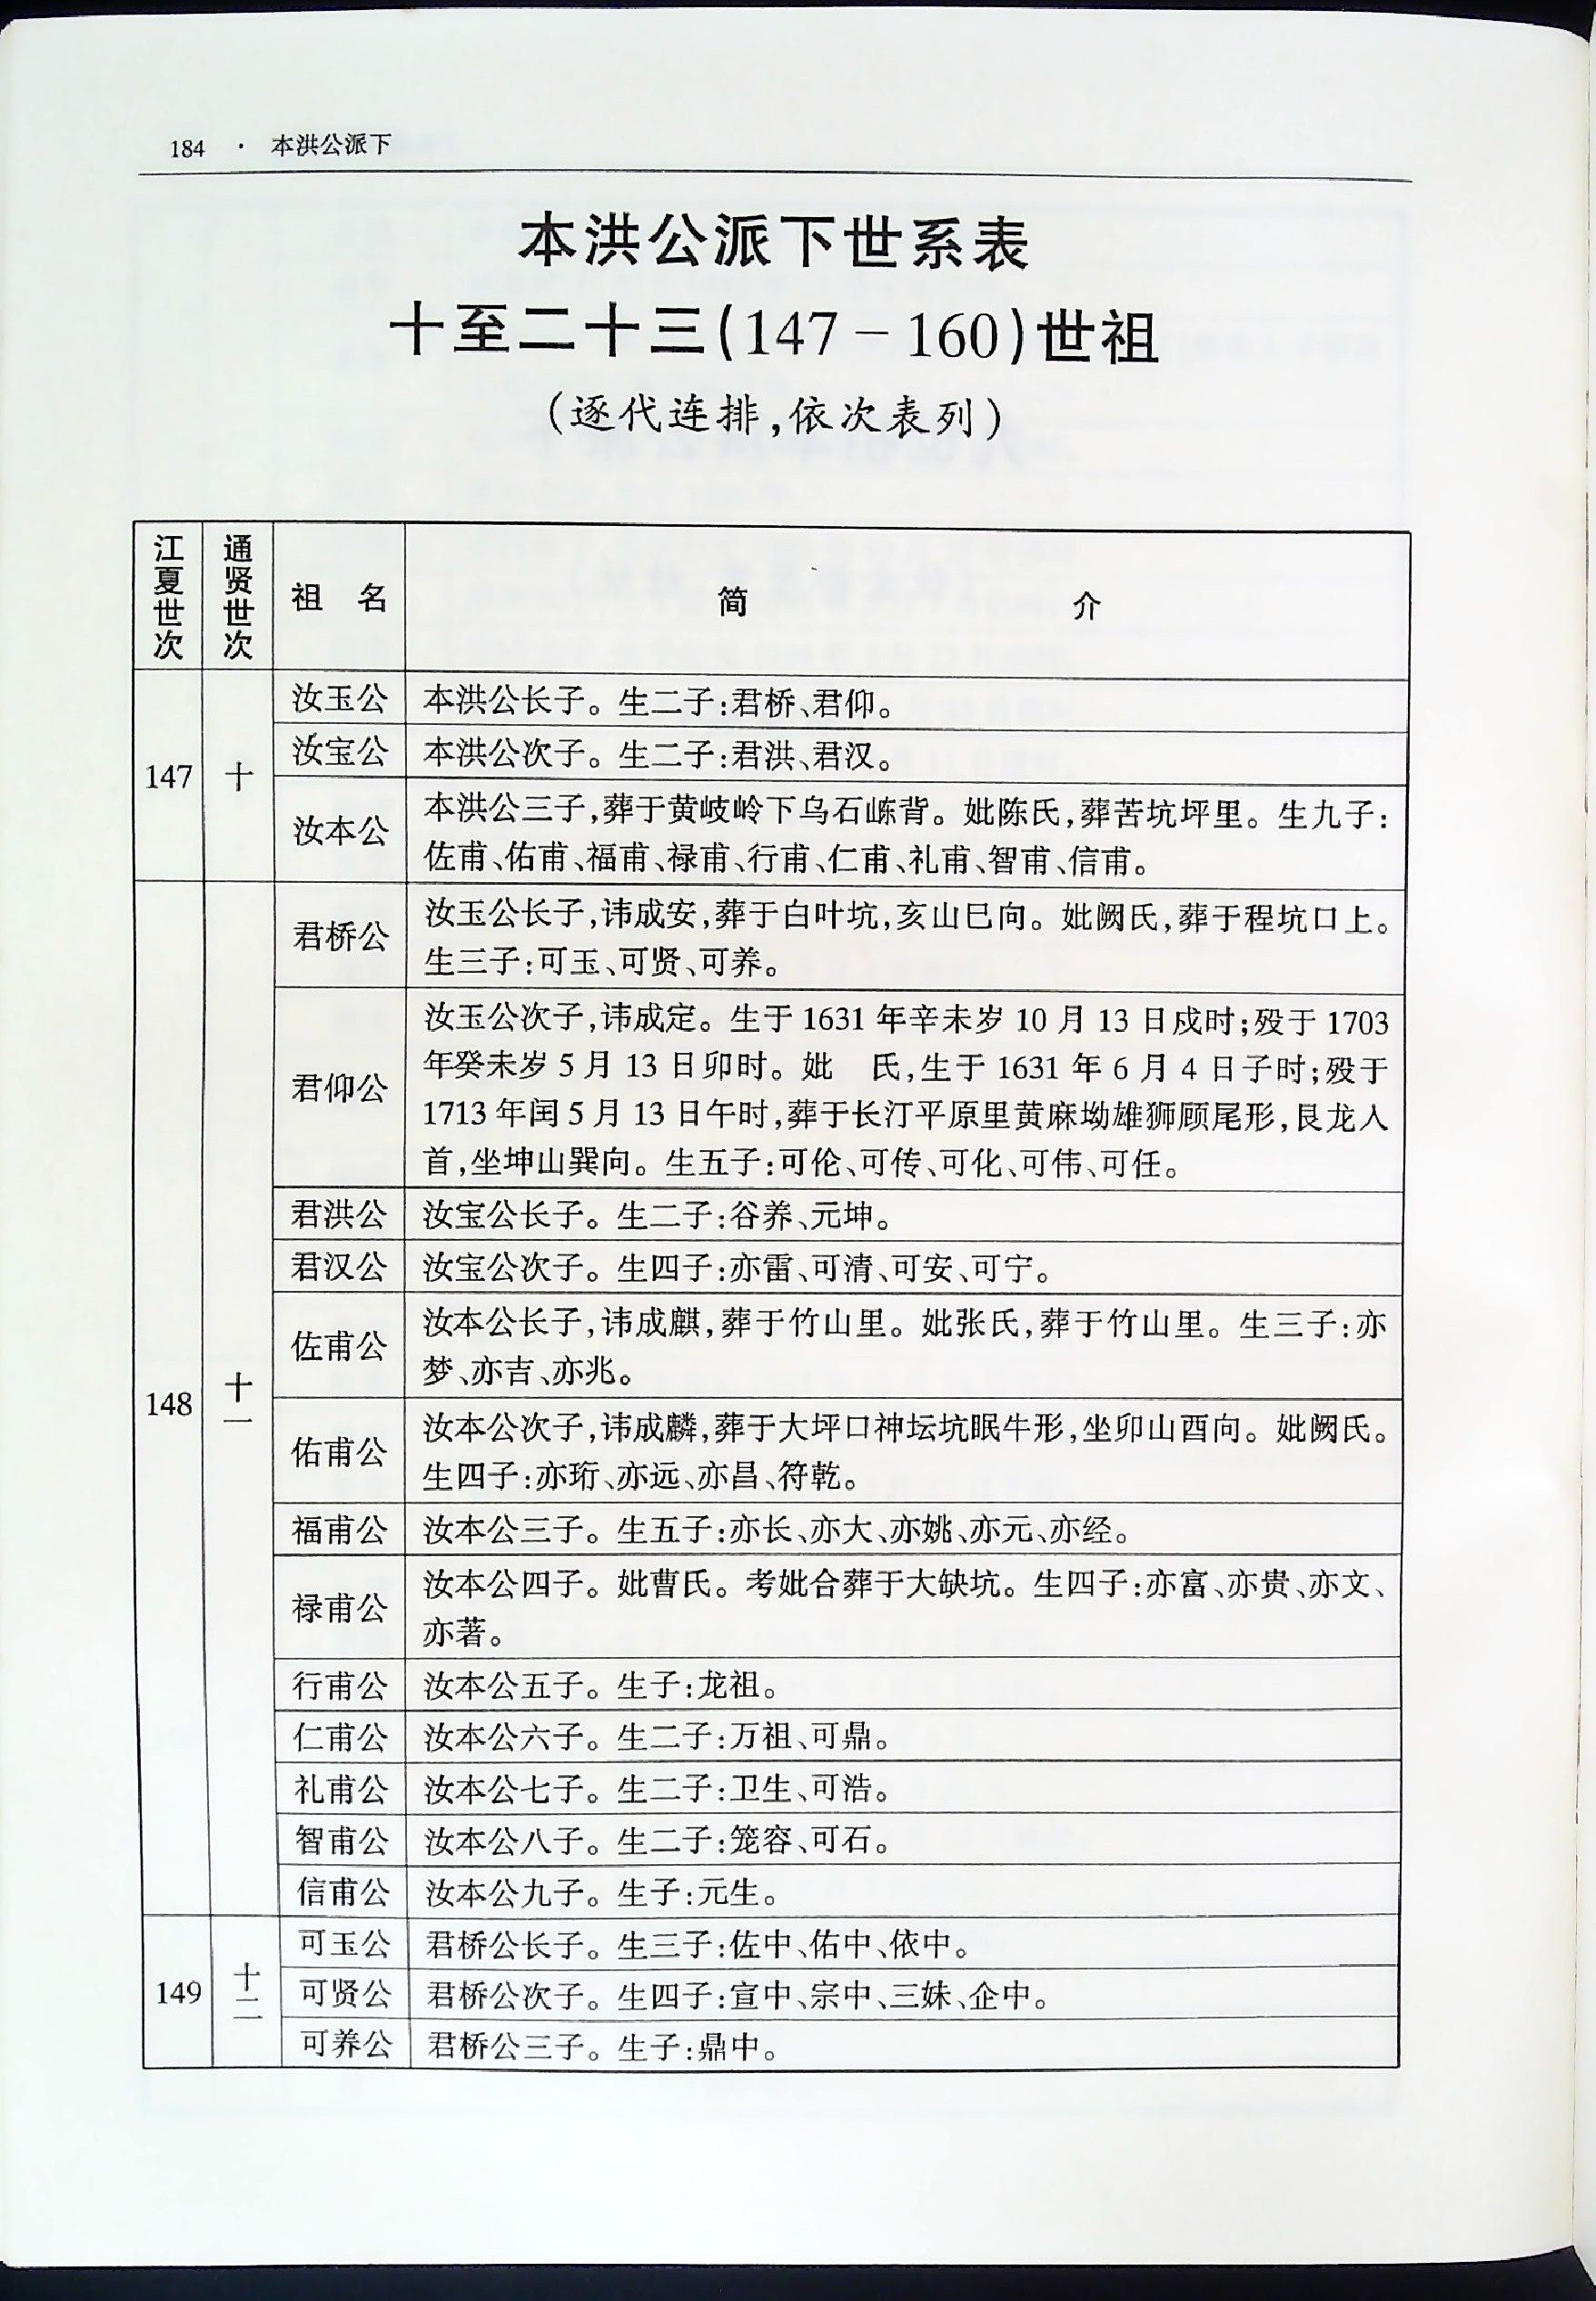 184 · 本洪公派下
本洪公派下世系表
十至二十三(147－160)世祖
(逐代连排,依次表列)
江夏世次 通贤世次 祖 名 简 介
147 十
汝玉公 本洪公长子。生二子:君桥、君仰。
汝宝公 本洪公次子。生二子:君洪、君汉。
汝本公 本洪公三子,葬于黄岐岭下乌石崠背。妣陈氏,葬苦坑坪里。生九子:
佐甫、佑甫、福甫、禄甫、行甫、仁甫、礼甫、智甫、信甫。
148 十一
君桥公 汝玉公长子,讳成安,葬于白叶坑,亥山巳向。妣阙氏,葬于程坑口上。
生三子:可玉、可贤、可养。
君仰公 汝玉公次子,讳成定。生于 1631 年辛未岁 10 月 13 日戌时;殁于 1703
年癸未岁 5 月 13 日卯时。妣　氏,生于 1631 年 6 月 4 日子时;殁于
1713 年闰 5 月 13 日午时,葬于长汀平原里黄麻坳雄狮顾尾形,艮龙入
首,坐坤山巽向。生五子:可伦、可传、可化、可伟、可任。
君洪公 汝宝公长子。生二子:谷养、元坤。
君汉公 汝宝公次子。生四子:亦雷、可清、可安、可宁。
佐甫公 汝本公长子,讳成麒,葬于竹山里。妣张氏,葬于竹山里。生三子:亦
梦、亦吉、亦兆。
佑甫公 汝本公次子,讳成麟,葬于大坪口神坛坑眠牛形,坐卯山酉向。妣阙氏。
生四子:亦珩、亦远、亦昌、符乾。
福甫公 汝本公三子。生五子:亦长、亦大、亦姚、亦元、亦经。
禄甫公 汝本公四子。妣曹氏。考妣合葬于大缺坑。生四子:亦富、亦贵、亦文、
亦著。
行甫公 汝本公五子。生子:龙祖。
仁甫公 汝本公六子。生二子:万祖、可鼎。
礼甫公 汝本公七子。生二子:卫生、可浩。
智甫公 汝本公八子。生二子:笼容、可石。
信甫公 汝本公九子。生子:元生。
149 十二
可玉公 君桥公长子。生三子:佐中、佑中、依中。
可贤公 君桥公次子。生四子:宣中、宗中、三妹、企中。
可养公 君桥公三子。生子:鼎中。